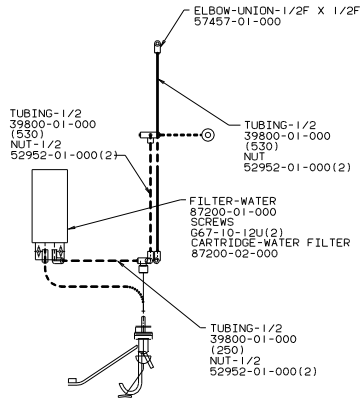 ELBOW-UNION-1/2F X 1/2F
57457-01-000
TUBING-1/2
39800-01-000
(530)
NUT-1/2
52952-01-000(2)
TUBING-1/2
39800-01-000
(530)
NUT
52952-01-000(2)
FILTER-WATER
87200-01-000
SCREWS
G67-10-12U(2)
CARTRIDGE-WATER FILTER
87200-02-000
TUBING-1/2
39800-01-000
(250)
NUT-1/2
52952-01-000(2)